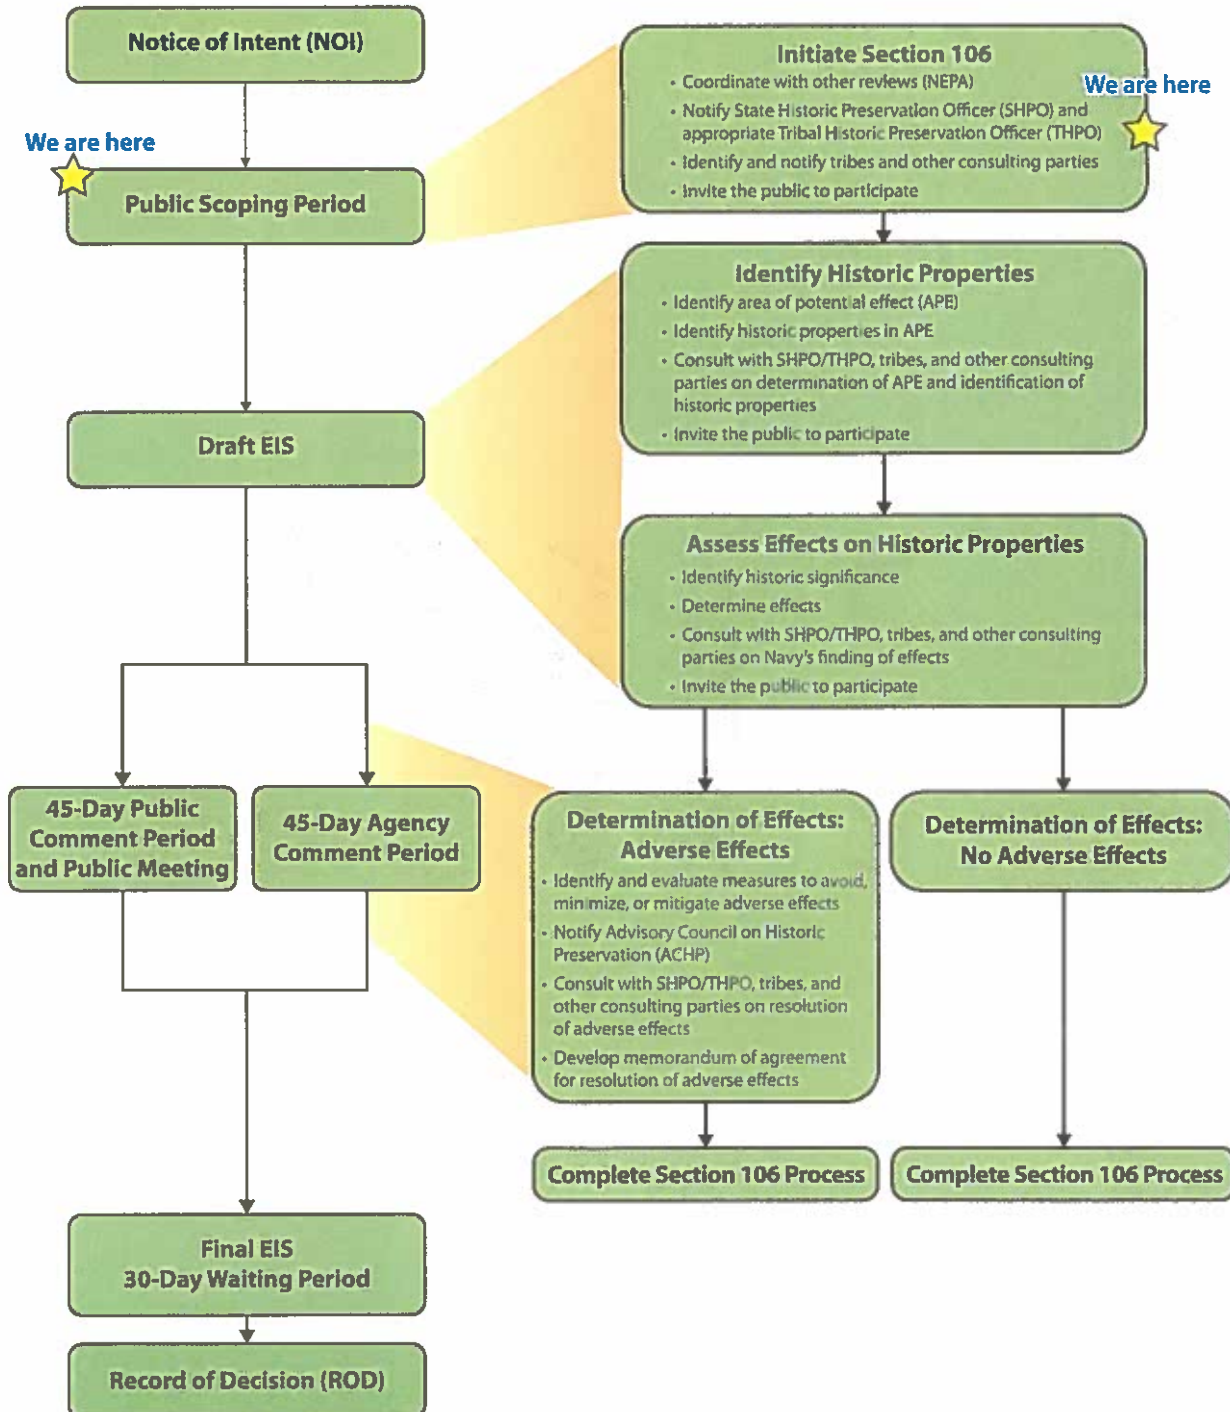 Notice of Intent (NOI)
We are here
Public Scoping Period
Draft EIS
45-Day Public
Comment Period
and Public Meeting
45-Day Agency
Comment Period
Final EIS
30-Day Waiting Period
Record of Decision (ROD)
Initiate Section 106
• Coordinate with other reviews (NEPA)
• Notify State Historic Preservation Officer (SHPO) and
appropriate Tribal Historic Preservation Officer (THPO)
• Identify and notify tribes and other consulting parties
• Invite the public to participate
We are here
Identify Historic Properties
• Identify area of potential effect (APE)
• Identify historic properties in APE
• Consult with SHPO/THPO, tribes, and other consulting
parties on determination of APE and identification of
historic properties
• Invite the public to participate
Assess Effects on Historic Properties
• Identify historic significance
• Determine effects
• Consult with SHPO/THPO, tribes, and other consulting
parties on Navy's finding of effects
• Invite the public to participate
Determination of Effects:
Adverse Effects
• Identify and evaluate measures to avoid,
minimize, or mitigate adverse effects
• Notify Advisory Council on Historic
Preservation (ACHP)
• Consult with SHPO/THPO, tribes, and
other consulting parties on resolution
of adverse effects
• Develop memorandum of agreement
for resolution of adverse effects
Complete Section 106 Process
Determination of Effects:
No Adverse Effects
Complete Section 106 Process